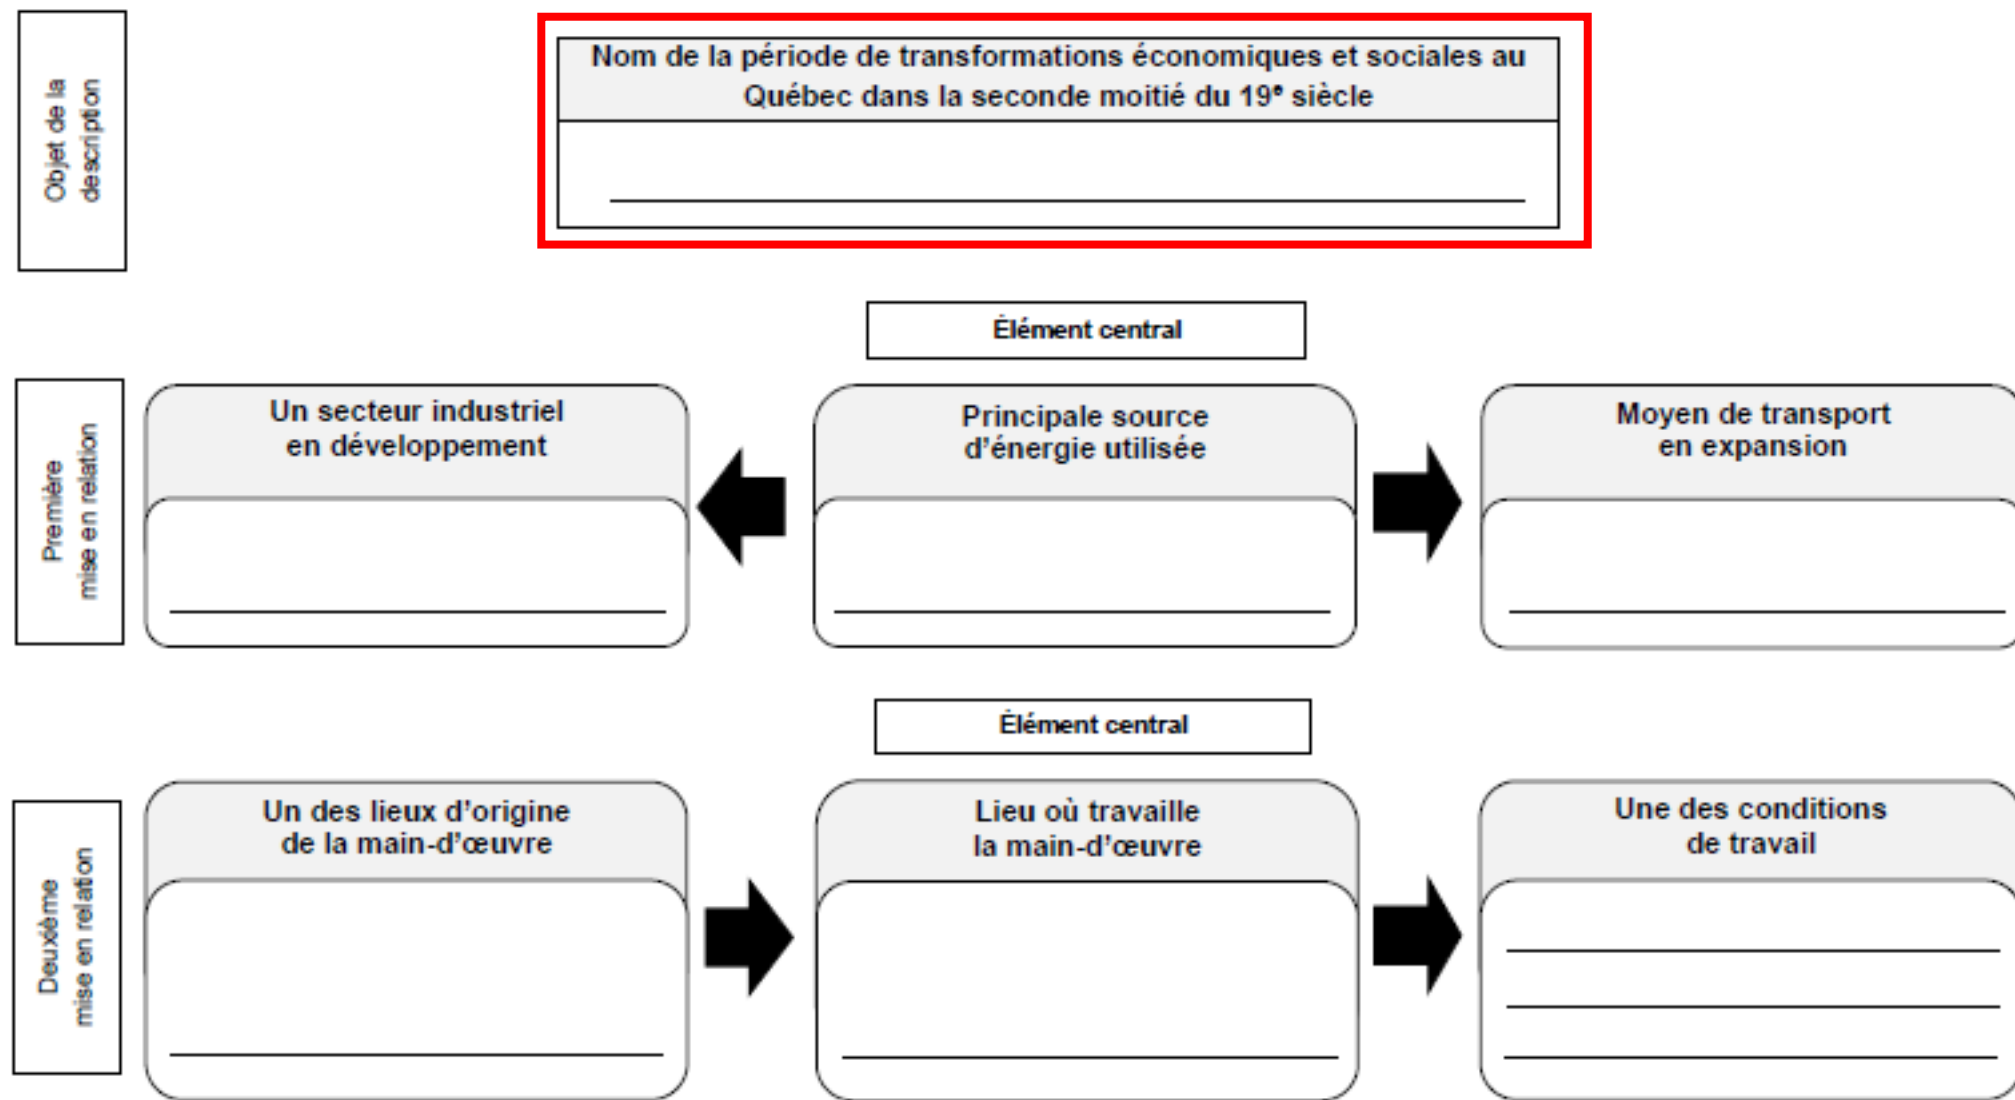 Objet de la
description
Nom de la période de transformations économiques et sociales au
Québec dans la seconde moitié du 19e siècle
Élément central
Première
mise en relation
Un secteur industriel
en développement
Principale source
d'énergie utilisée
Moyen de transport
en expansion
Élément central
Deuxième
mise en relation
Un des lieux d'origine
de la main-d'œuvre
Lieu où travaille
la main-d'œuvre
Une des conditions
de travail